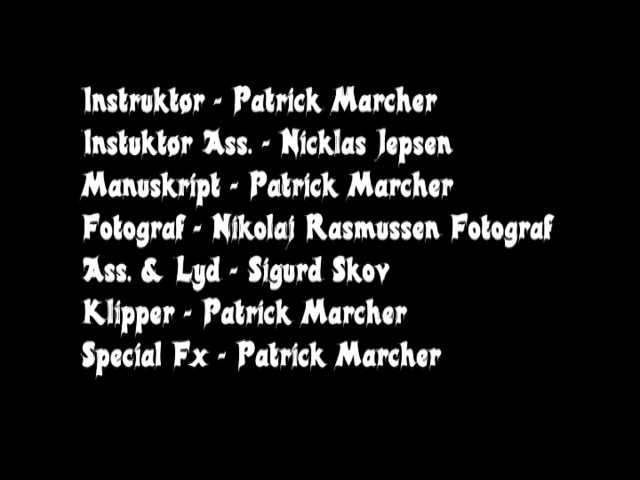 Instruktør - Patrick Marcher
Instuktør Ass. - Nicklas Jepsen
Manuskript - Patrick Marcher
Fotograf - Nikolaj Rasmussen Fotograf
Ass. & Lyd - Sigurd Skov
Klipper - Patrick Marcher
Special Fx - Patrick Marcher